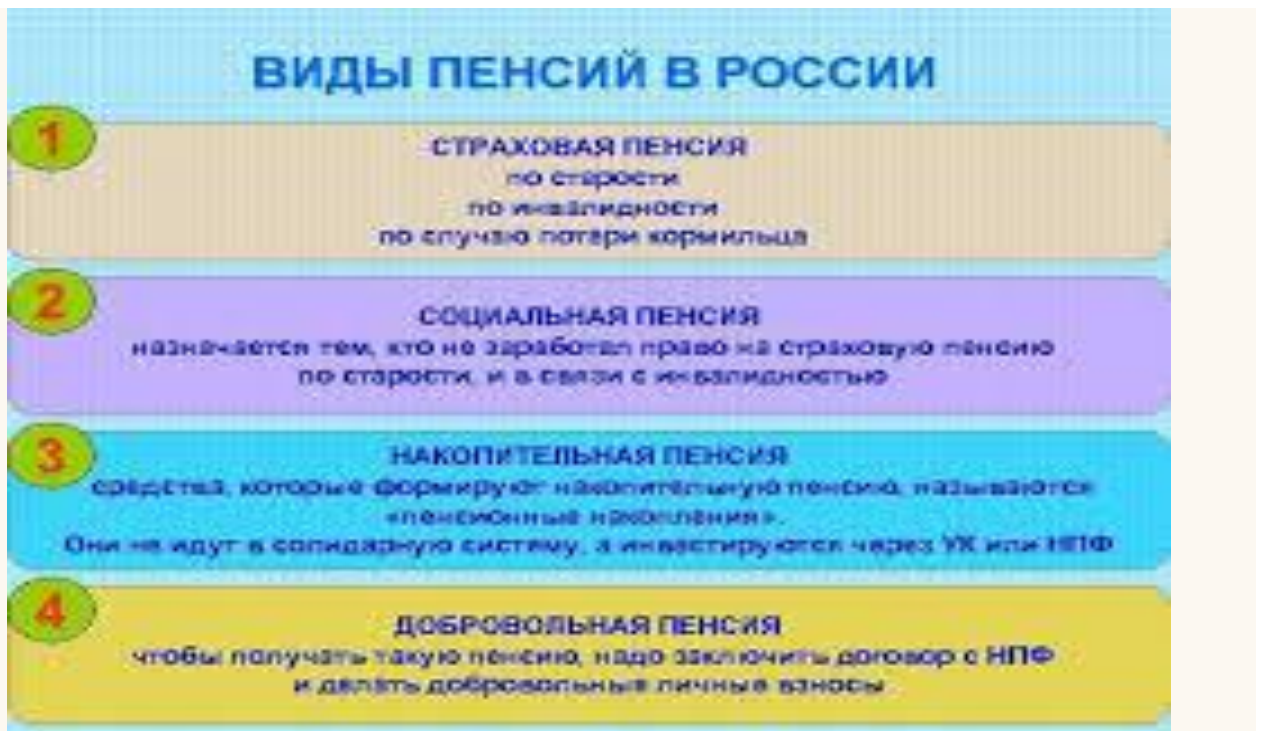 ВИДЫ ПЕНСИЙ В РОССИИ
1
СТРАХОВАЯ ПЕНСИЯ
по старости
по инвалидности
по случаю потери кормильца
2
СОЦИАЛЬНАЯ ПЕНСИЯ
назначается тем, кто не заработал право на страховую пенсию
по старости, и в связи с инвалидностью
3
НАКОПИТЕЛЬНАЯ ПЕНСИЯ
средства, которые формируют накопительную пенсию, называются
«пенсионные накопления».
Они не идут в солидарную систему, а инвестируются через УК или НПФ
4
ДОБРОВОЛЬНАЯ ПЕНСИЯ
чтобы получать такую пенсию, надо заключить договор с НПФ
и делать добровольные личные взносы